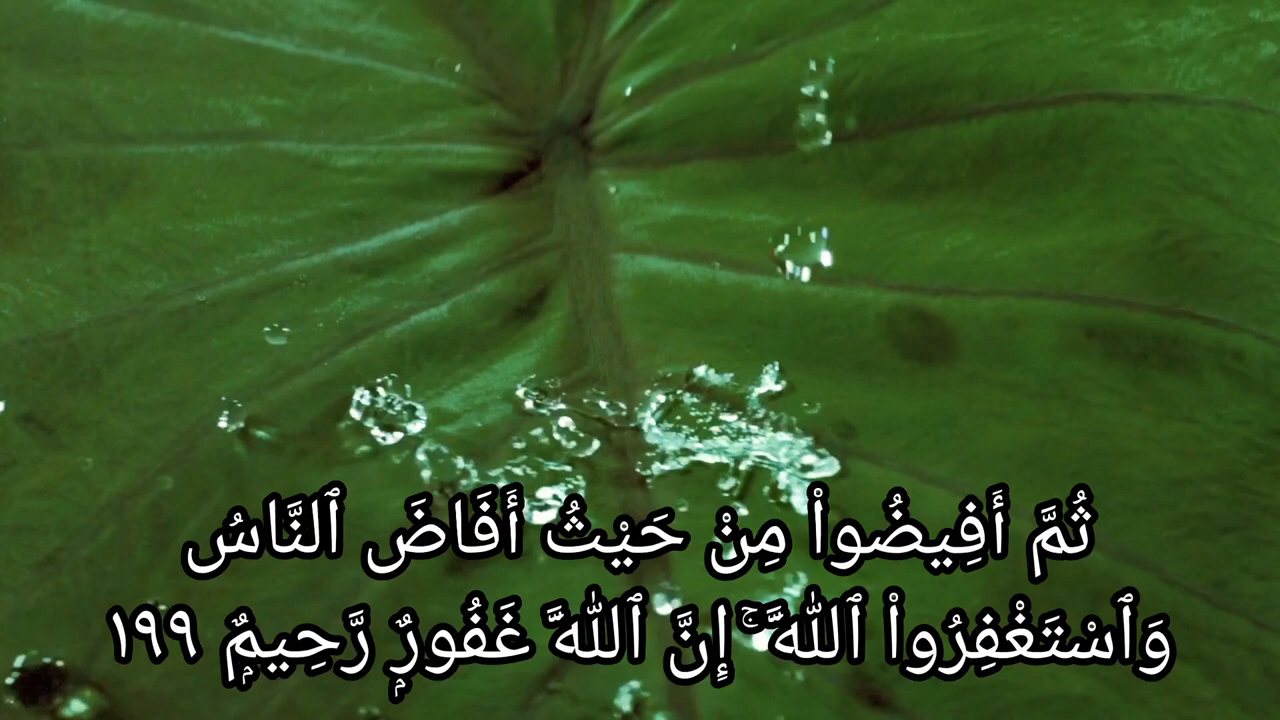 ثُمَّ أَفِيضُواْ مِنْ حَيْثُ أَفَاضَ ٱلنَّاسُ
وَٱسْتَغْفِرُواْ ٱللَّهَ ۚ إِنَّ ٱللَّهَ غَفُورٌۭ رَّحِيمٌۭ ١٩٩